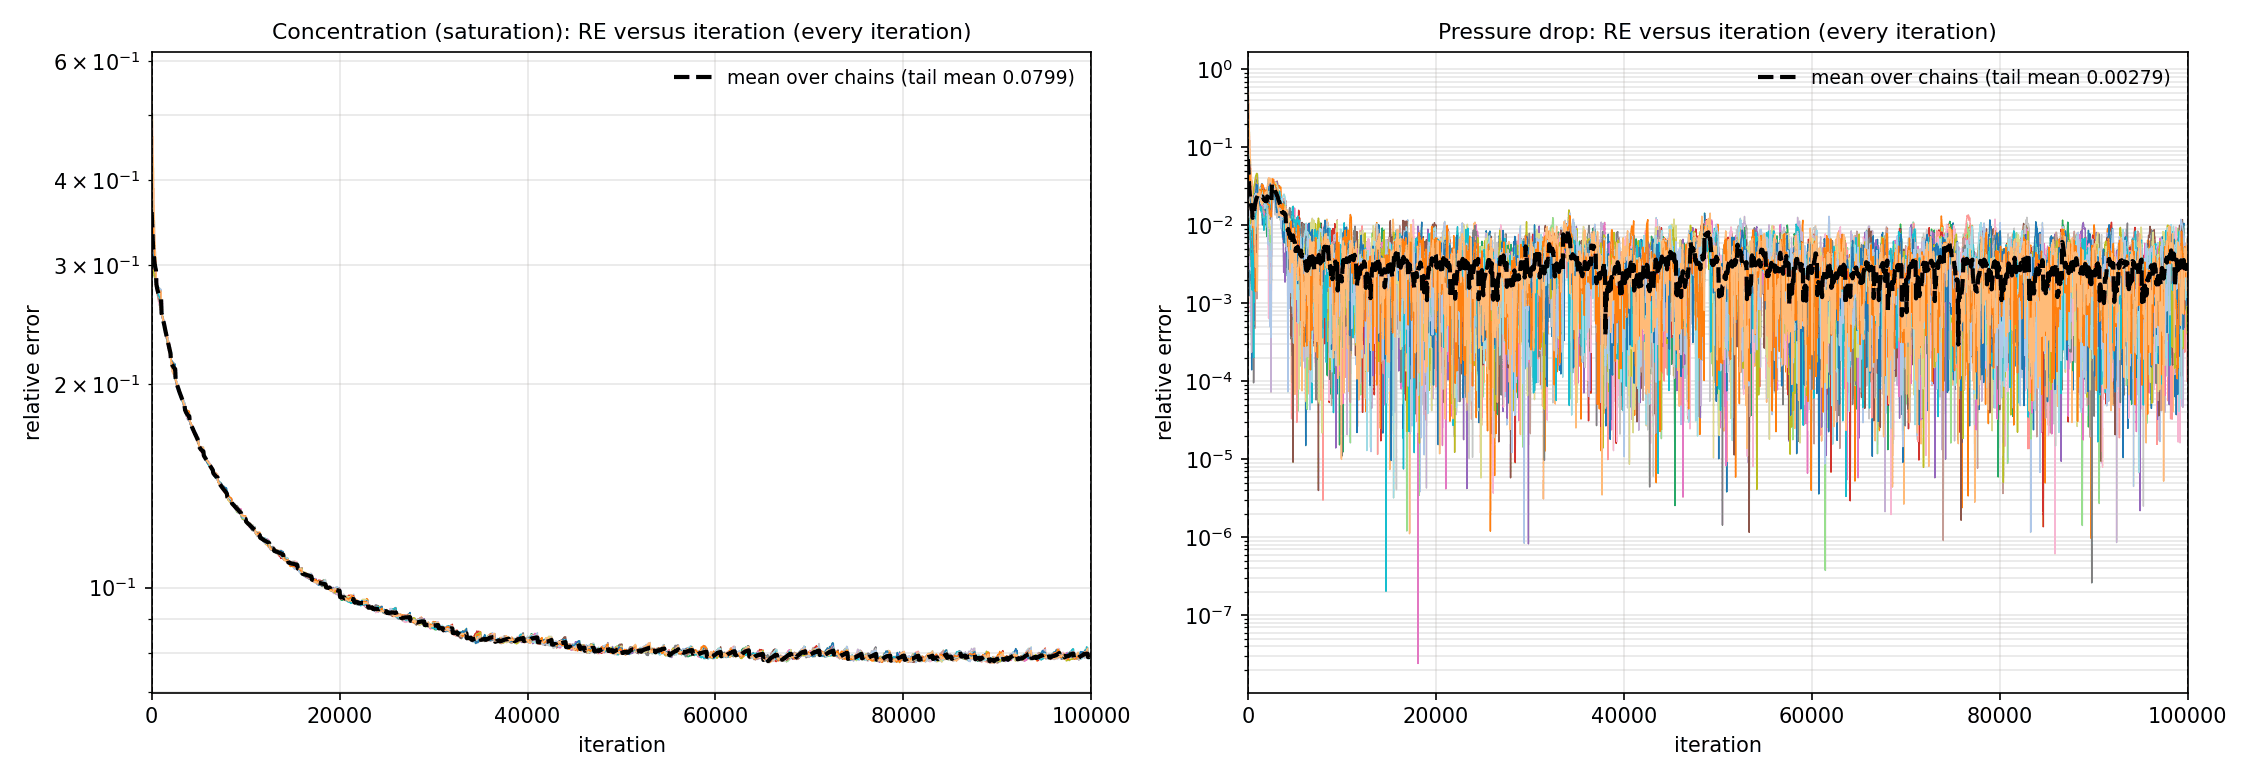 Concentration (saturation): RE versus iteration (every iteration)
mean over chains (tail mean 0.0799)
relative error
6 × 10⁻¹
4 × 10⁻¹
3 × 10⁻¹
2 × 10⁻¹
10⁻¹
0 20000 40000 60000 80000 100000
iteration
Pressure drop: RE versus iteration (every iteration)
mean over chains (tail mean 0.00279)
relative error
10⁰
10⁻¹
10⁻²
10⁻³
10⁻⁴
10⁻⁵
10⁻⁶
10⁻⁷
0 20000 40000 60000 80000 100000
iteration